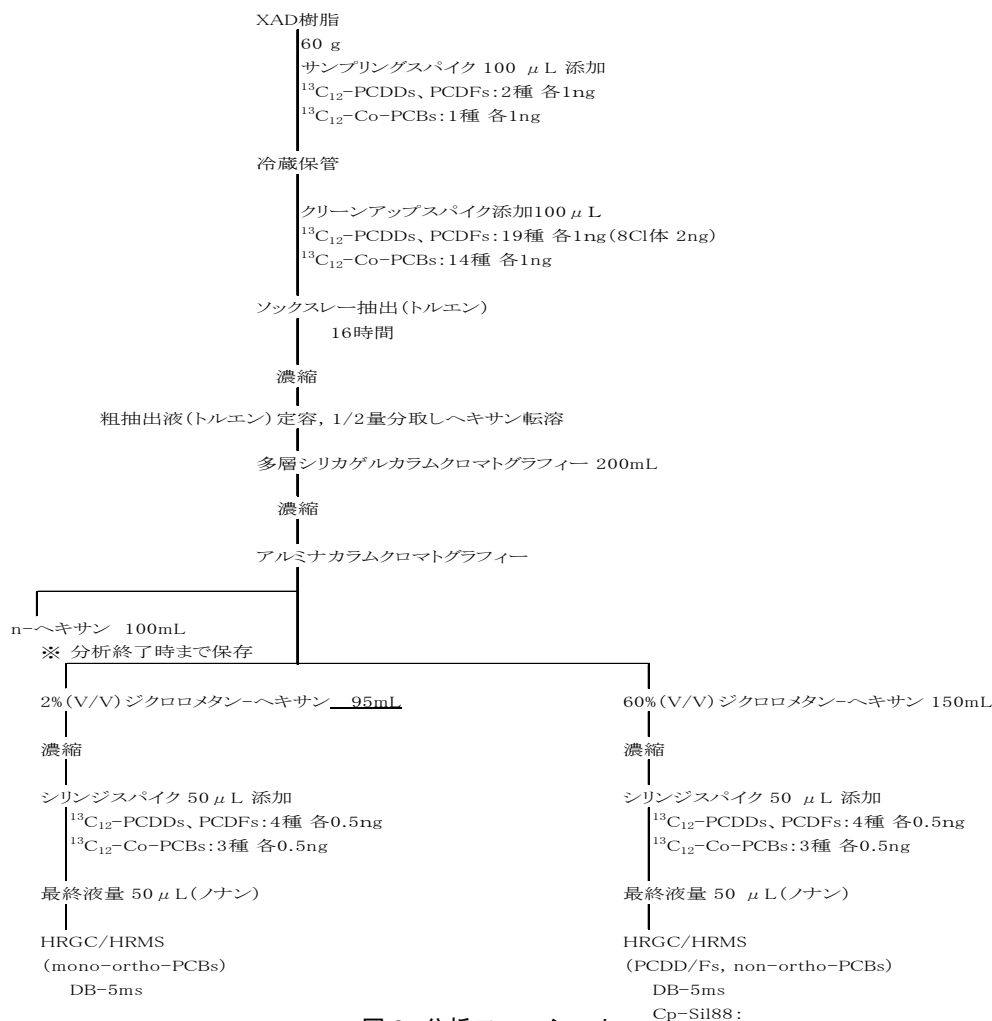 XAD樹脂
60 g
サンプリングスパイク 100 μL 添加
¹³C₁₂-PCDDs、PCDFs:2種 各1ng
¹³C₁₂-Co-PCBs:1種 各1ng
冷蔵保管
クリーンアップスパイク添加100μL
¹³C₁₂-PCDDs、PCDFs:19種 各1ng(8Cl体 2ng)
¹³C₁₂-Co-PCBs:14種 各1ng
ソックスレー抽出(トルエン)
16時間
濃縮
粗抽出液(トルエン)定容, 1/2量分取しヘキサン転溶
多層シリカゲルカラムクロマトグラフィー 200mL
濃縮
アルミナカラムクロマトグラフィー
n-ヘキサン 100mL
※ 分析終了時まで保存
2%(V/V)ジクロロメタン-ヘキサン 95mL
濃縮
シリンジスパイク 50μL 添加
¹³C₁₂-PCDDs、PCDFs:4種 各0.5ng
¹³C₁₂-Co-PCBs:3種 各0.5ng
最終液量 50μL(ノナン)
HRGC/HRMS
(mono-ortho-PCBs)
DB-5ms
60%(V/V)ジクロロメタン-ヘキサン 150mL
濃縮
シリンジスパイク 50 μL 添加
¹³C₁₂-PCDDs、PCDFs:4種 各0.5ng
¹³C₁₂-Co-PCBs:3種 各0.5ng
最終液量 50 μL(ノナン)
HRGC/HRMS
(PCDD/Fs, non-ortho-PCBs)
DB-5ms
Cp-Sil88: